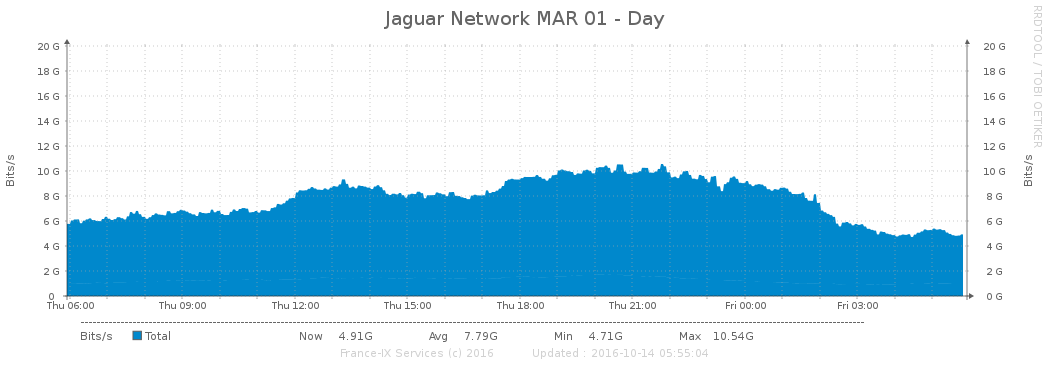 Jaguar Network MAR 01 - Day
RRDTOOL / TOBI OETIKER
Bits/s
20 G
18 G
16 G
14 G
12 G
10 G
8 G
6 G
4 G
2 G
0
20 G
18 G
16 G
14 G
12 G
10 G
8 G
6 G
4 G
2 G
0 G
Bits/s
Thu 06:00 Thu 09:00 Thu 12:00 Thu 15:00 Thu 18:00 Thu 21:00 Fri 00:00 Fri 03:00
Bits/s Total Now 4.91G Avg 7.79G Min 4.71G Max 10.54G
France-IX Services (c) 2016 Updated : 2016-10-14 05:55:04